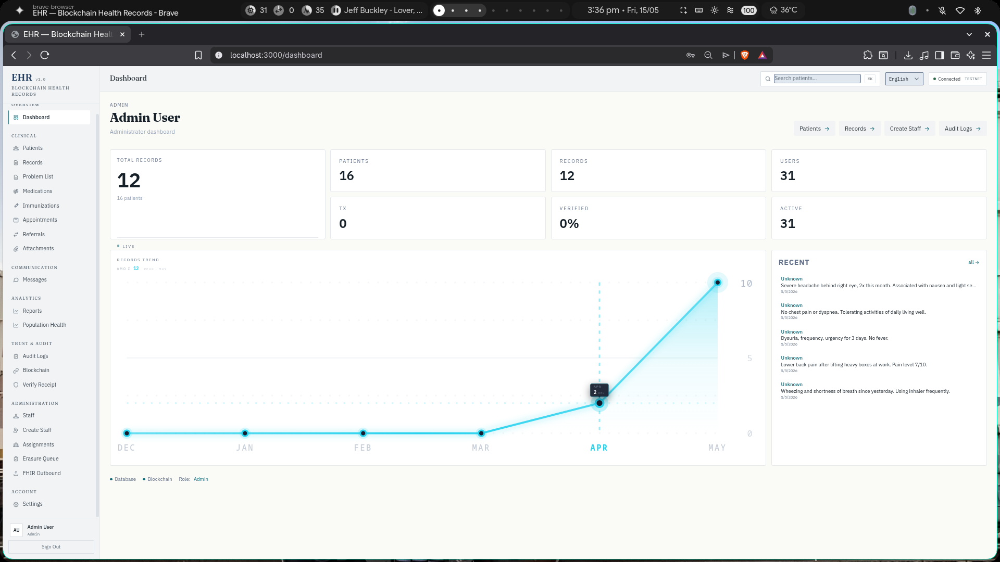 brave-browser
EHR — Blockchain Health Records - Brave
31
0
35
Jeff Buckley - Lover, ...
3:36 pm • Fri, 15/05
100
36°C
EHR — Blockchain Healt
localhost:3000/dashboard
EHR v1.0
BLOCKCHAIN HEALTH
RECORDS
OVERVIEW
Dashboard
CLINICAL
Patients
Records
Problem List
Medications
Immunizations
Appointments
Referrals
Attachments
COMMUNICATION
Messages
ANALYTICS
Reports
Population Health
TRUST & AUDIT
Audit Logs
Blockchain
Verify Receipt
ADMINISTRATION
Staff
Create Staff
Assignments
Erasure Queue
FHIR Outbound
ACCOUNT
Settings
AU
Admin User
Admin
Sign Out
Dashboard
Search patients...
⌘K
English
Connected TESTNET
ADMIN
Admin User
Administrator dashboard
Patients →
Records →
Create Staff →
Audit Logs →
TOTAL RECORDS
12
16 patients
LIVE
PATIENTS
16
RECORDS
12
USERS
31
TX
0
VERIFIED
0%
ACTIVE
31
RECORDS TREND
6MO Σ 12 PEAK MAY
10
5
0
APR
2 REC
DEC
JAN
FEB
MAR
APR
MAY
RECENT
all →
Unknown
Severe headache behind right eye, 2x this month. Associated with nausea and light se...
5/5/2026
Unknown
No chest pain or dyspnea. Tolerating activities of daily living well.
5/5/2026
Unknown
Dysuria, frequency, urgency for 3 days. No fever.
5/5/2026
Unknown
Lower back pain after lifting heavy boxes at work. Pain level 7/10.
5/5/2026
Unknown
Wheezing and shortness of breath since yesterday. Using inhaler frequently.
5/5/2026
Database
Blockchain
Role: Admin